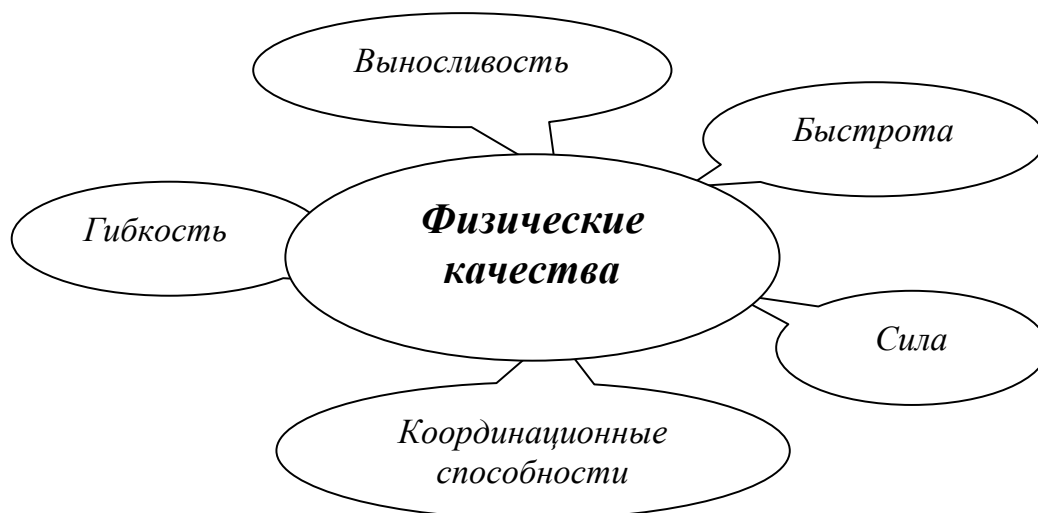 Выносливость
Быстрота
Гибкость
Физические
качества
Сила
Координационные
способности